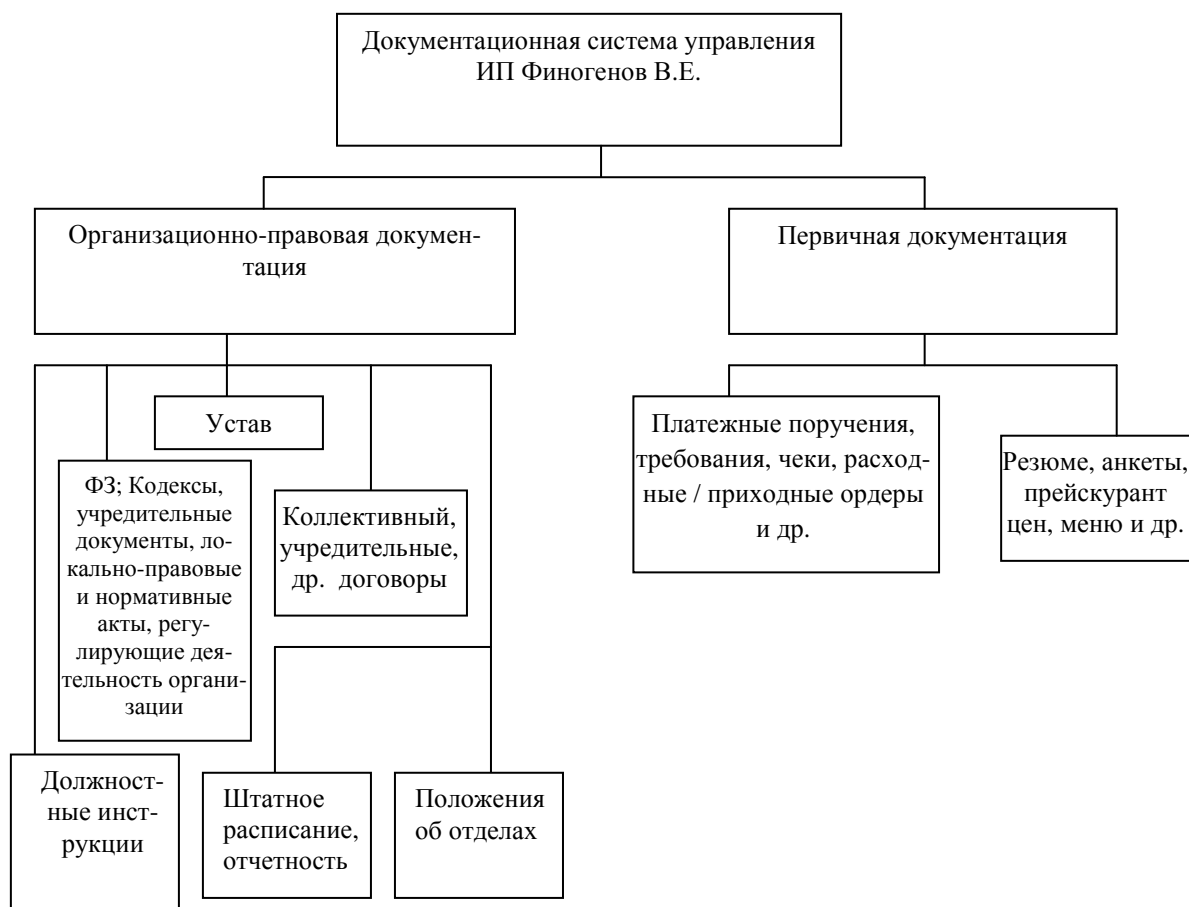 Документационная система управления
ИП Финогенов В.Е.
Организационно-правовая докумен-
тация
Первичная документация
Устав
ФЗ; Кодексы,
учредительные
документы, ло-
кально-правовые
и нормативные
акты, регу-
лирующие дея-
тельность органи-
зации
Коллективный,
учредительные,
др. договоры
Платежные поручения,
требования, чеки, расход-
ные / приходные ордеры
и др.
Резюме, анкеты,
прейскурант
цен, меню и др.
Должност-
ные инст-
рукции
Штатное
расписание,
отчетность
Положения
об отделах